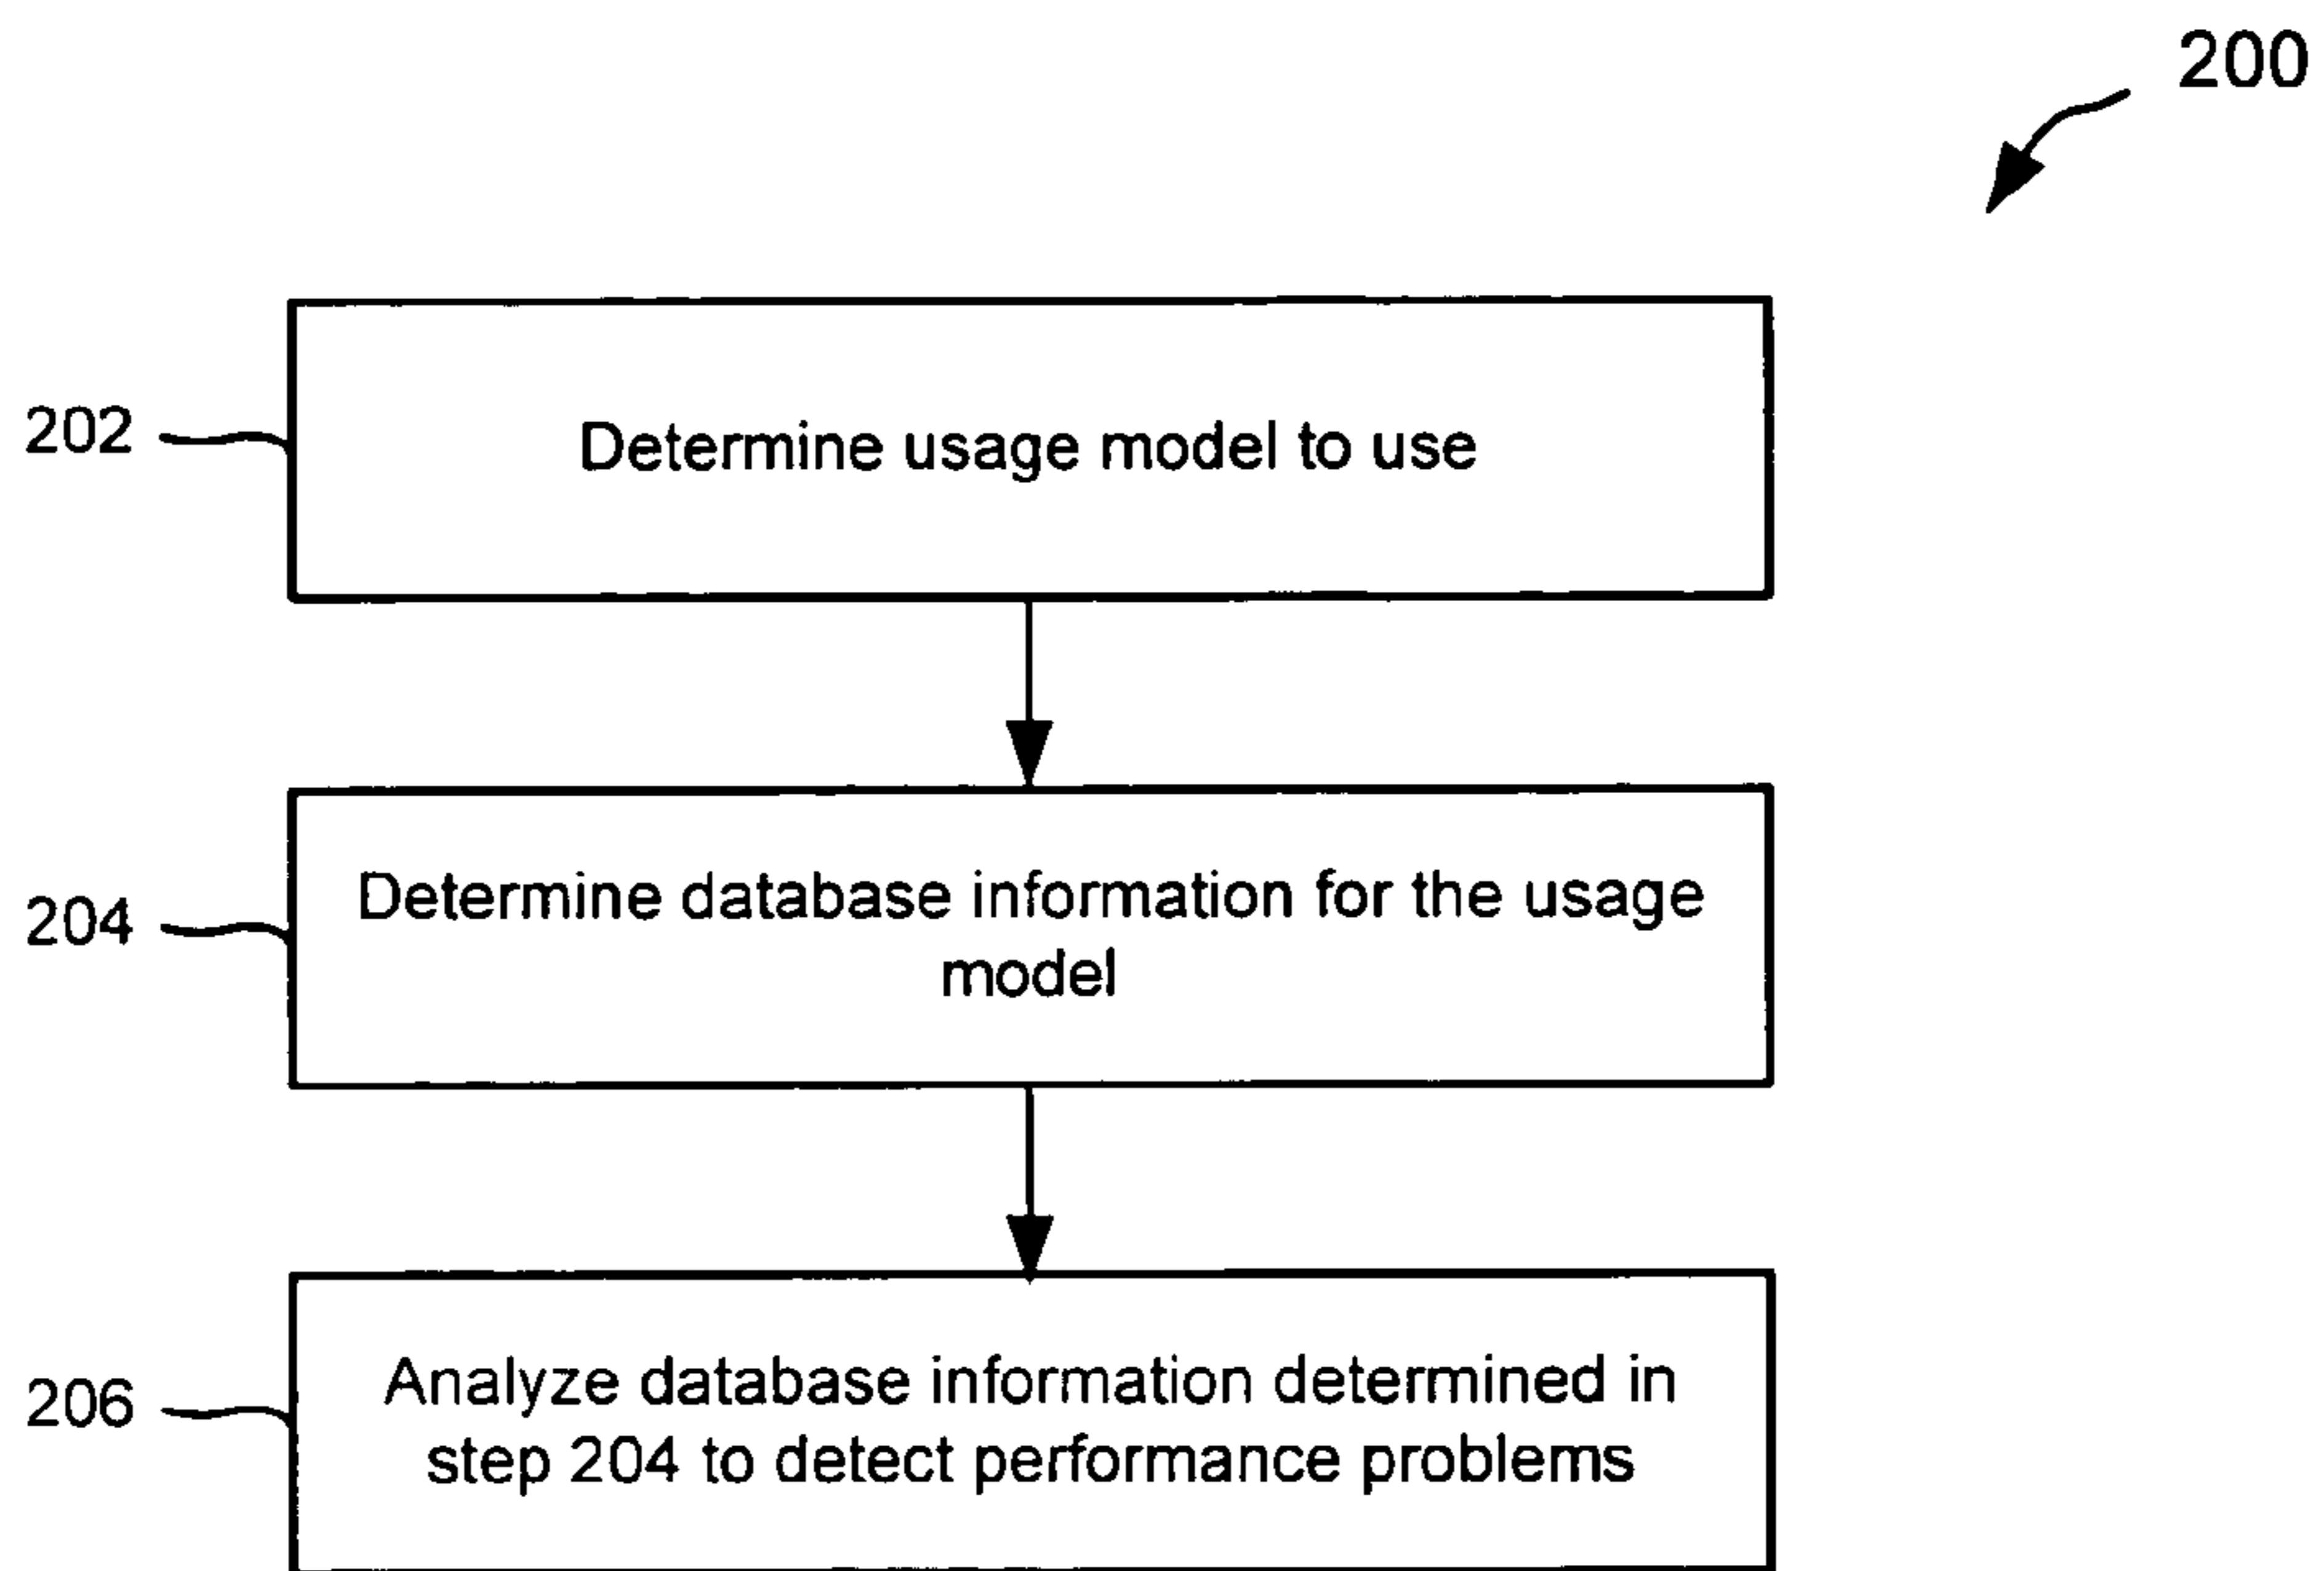 200
202
Determine usage model to use
204
Determine database information for the usage
model
206
Analyze database information determined in
step 204 to detect performance problems